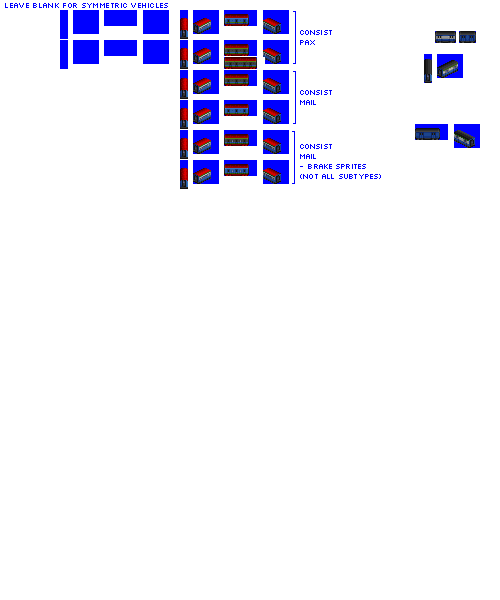 LEAVE BLANK FOR SYMMETRIC VEHICLES
CONSIST
PAX
CONSIST
MAIL
CONSIST
MAIL
- BRAKE SPRITES
(NOT ALL SUBTYPES)